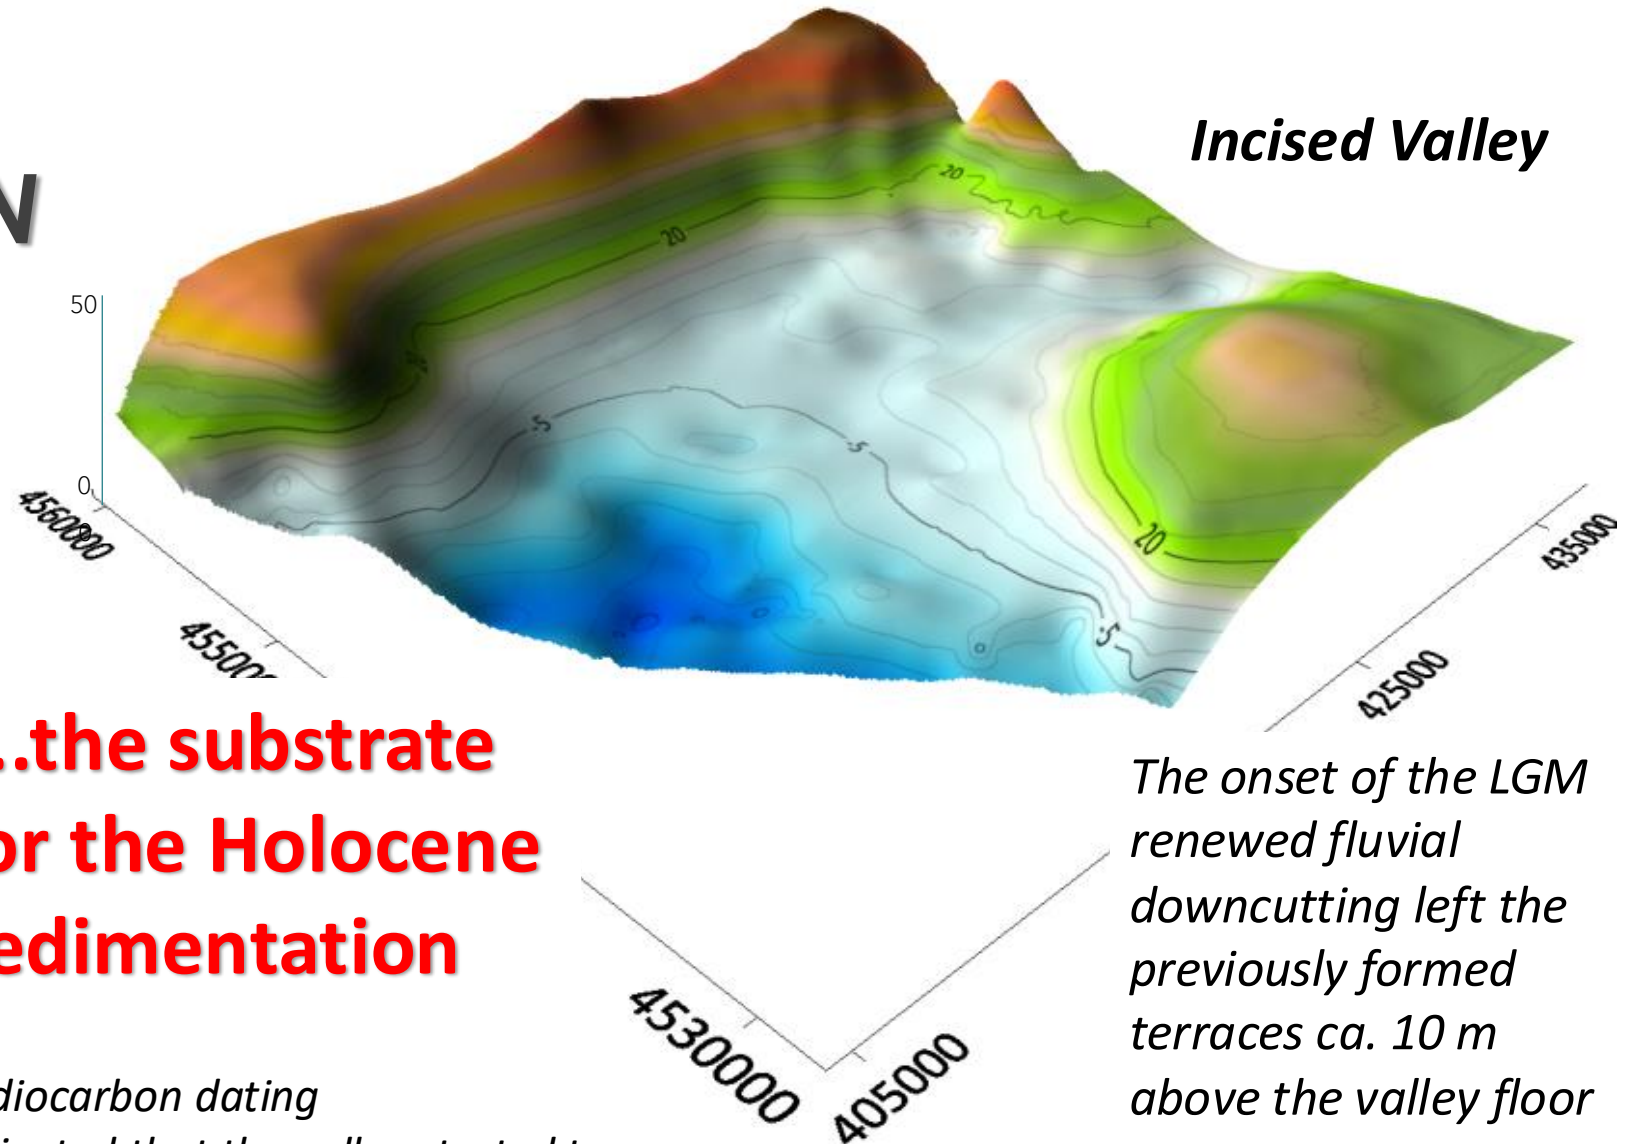 Incised Valley
N
50
0
20
20
20
20
-5
-5
-5
4560000
435000
425000
..the substrate
or the Holocene
edimentation
The onset of the LGM
renewed fluvial
downcutting left the
previously formed
terraces ca. 10 m
above the valley floor
4530000
405000
diocarbon dating